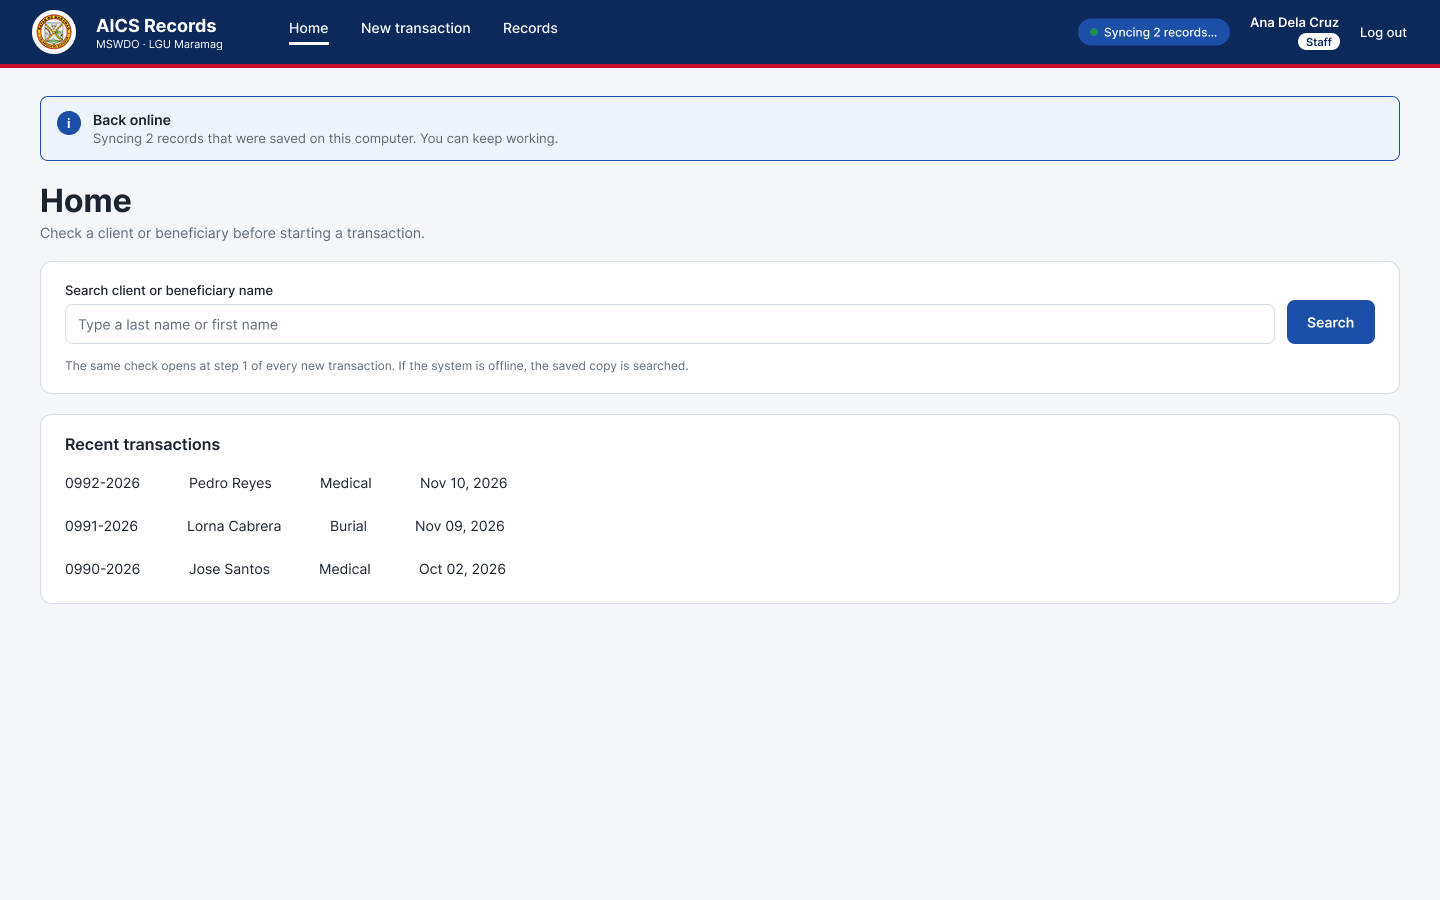 AICS Records
MSWDO · LGU Maramag
Home
New transaction
Records
Syncing 2 records...
Ana Dela Cruz
Staff
Log out
i
Back online
Syncing 2 records that were saved on this computer. You can keep working.
Home
Check a client or beneficiary before starting a transaction.
Search client or beneficiary name
Type a last name or first name
Search
The same check opens at step 1 of every new transaction. If the system is offline, the saved copy is searched.
Recent transactions
0992-2026 Pedro Reyes Medical Nov 10, 2026
0991-2026 Lorna Cabrera Burial Nov 09, 2026
0990-2026 Jose Santos Medical Oct 02, 2026